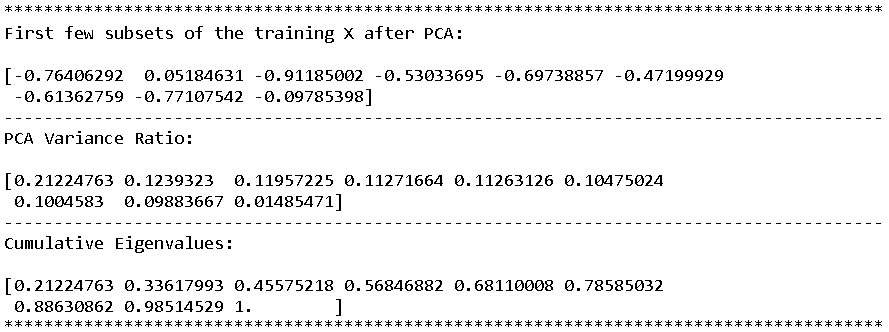 ****************************************************************************************
First few subsets of the training X after PCA:
[-0.76406292  0.05184631 -0.91185002 -0.53033695 -0.69738857 -0.47199929
 -0.61362759 -0.77107542 -0.09785398]
----------------------------------------------------------------------------------------
PCA Variance Ratio:
[0.21224763 0.1239323  0.11957225 0.11271664 0.11263126 0.10475024
 0.1004583  0.09883667 0.01485471]
----------------------------------------------------------------------------------------
Cumulative Eigenvalues:
[0.21224763 0.33617993 0.45575218 0.56846882 0.68110008 0.78585032
 0.88630862 0.98514529 1.        ]
****************************************************************************************